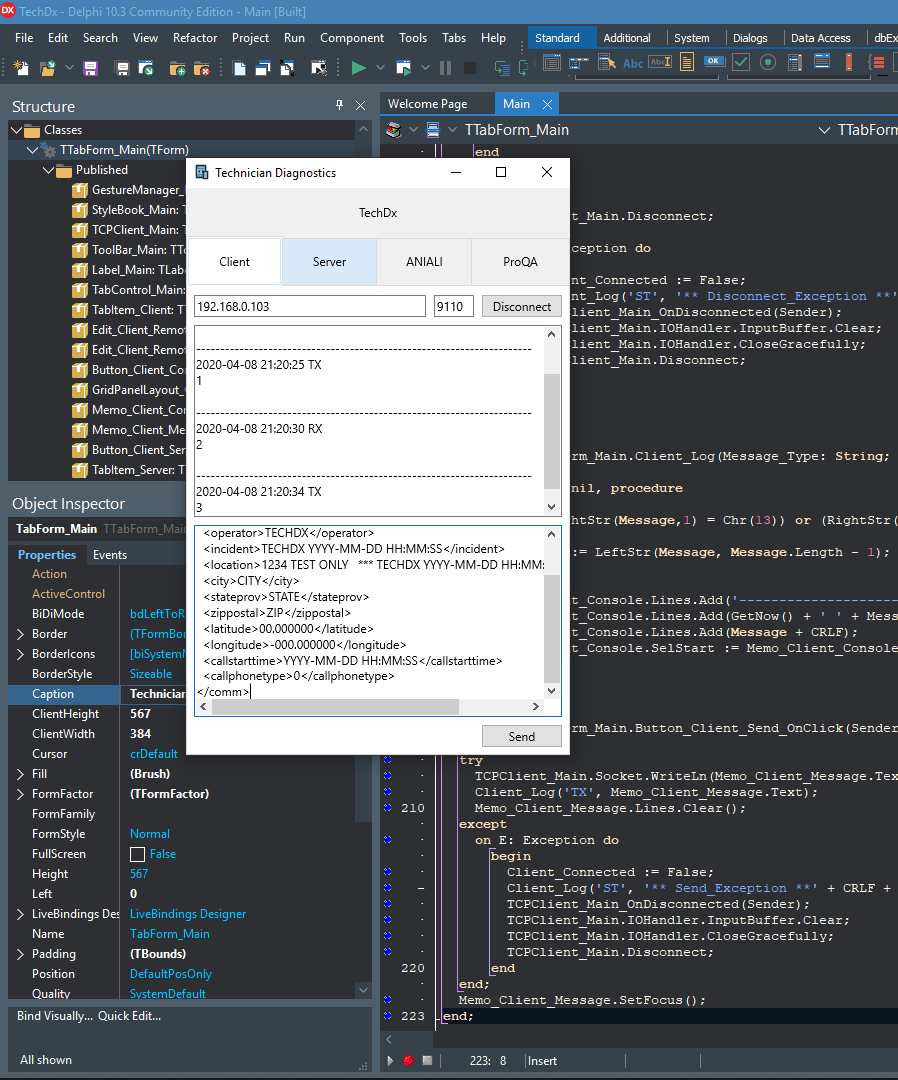 DX TechDx - Delphi 10.3 Community Edition - Main [Built]
File Edit Search View Refactor Project Run Component Tools Tabs Help
Standard Additional System Dialogs Data Access dbEx
Abc ABI OK
Structure
Classes
TTabForm_Main(TForm)
Published
GestureManager_
StyleBook_Main:
TCPClient_Main:
ToolBar_Main: TTo
Label_Main: TLabe
TabControl_Main:
TabItem_Client: T
Edit_Client_Remot
Edit_Client_Remot
Button_Client_Co
GridPanelLayout_
Memo_Client_Cor
Memo_Client_Me
Button_Client_Ser
TabItem_Server: T
Object Inspector
TabForm_Main TTabForm_Main
Properties Events
Action
ActiveControl
BiDiMode bdLeftToR
Border (TFormBor
BorderIcons [biSystemM
BorderStyle Sizeable
Caption Technician
ClientHeight 567
ClientWidth 384
Cursor crDefault
Fill (Brush)
FormFactor (TFormFactor)
FormFamily
FormStyle Normal
FullScreen False
Height 567
Left 0
LiveBindings Des LiveBindings Designer
Name TabForm_Main
Padding (TBounds)
Position DefaultPosOnly
Quality SystemDefault
Bind Visually... Quick Edit...
All shown
Technician Diagnostics
TechDx
Client Server ANIALI ProQA
192.168.0.103 9110 Disconnect
--------------------------------------------------------------------------------
2020-04-08 21:20:25 TX
1
--------------------------------------------------------------------------------
2020-04-08 21:20:30 RX
2
--------------------------------------------------------------------------------
2020-04-08 21:20:34 TX
3
<operator>TECHDX</operator>
<incident>TECHDX YYYY-MM-DD HH:MM:SS</incident>
<location>1234 TEST ONLY   *** TECHDX YYYY-MM-DD HH:MM:
<city>CITY</city>
<stateprov>STATE</stateprov>
<zippostal>ZIP</zippostal>
<latitude>00.000000</latitude>
<longitude>-000.000000</longitude>
<callstarttime>YYYY-MM-DD HH:MM:SS</callstarttime>
<callphonetype>0</callphonetype>
</comm>
Send
Welcome Page Main
TTabForm_Main TTabForm
end
t_Main.Disconnect;
ception do
nt_Connected := False;
nt_Log('ST', '** Disconnect_Exception **'
lient_Main_OnDisconnected(Sender);
lient_Main.IOHandler.InputBuffer.Clear;
lient_Main.IOHandler.CloseGracefully;
lient_Main.Disconnect;
rm_Main.Client_Log(Message_Type: String;
nil, procedure
ghtStr(Message,1) = Chr(13)) or (RightStr(
:= LeftStr(Message, Message.Length - 1);
t_Console.Lines.Add('--------------------
t_Console.Lines.Add(GetNow() + ' ' + Mess
t_Console.Lines.Add(Message + CRLF);
t_Console.SelStart := Memo_Client_Console
rm_Main.Button_Client_Send_OnClick(Sender
try
TCPClient_Main.Socket.WriteLn(Memo_Client_Message.Tex
Client_Log('TX', Memo_Client_Message.Text);
210 Memo_Client_Message.Lines.Clear();
except
on E: Exception do
begin
Client_Connected := False;
Client_Log('ST', '** Send_Exception **' + CRLF +
TCPClient_Main_OnDisconnected(Sender);
TCPClient_Main.IOHandler.InputBuffer.Clear;
TCPClient_Main.IOHandler.CloseGracefully;
TCPClient_Main.Disconnect;
220 end
end;
Memo_Client_Message.SetFocus();
223 end;
223: 8 Insert